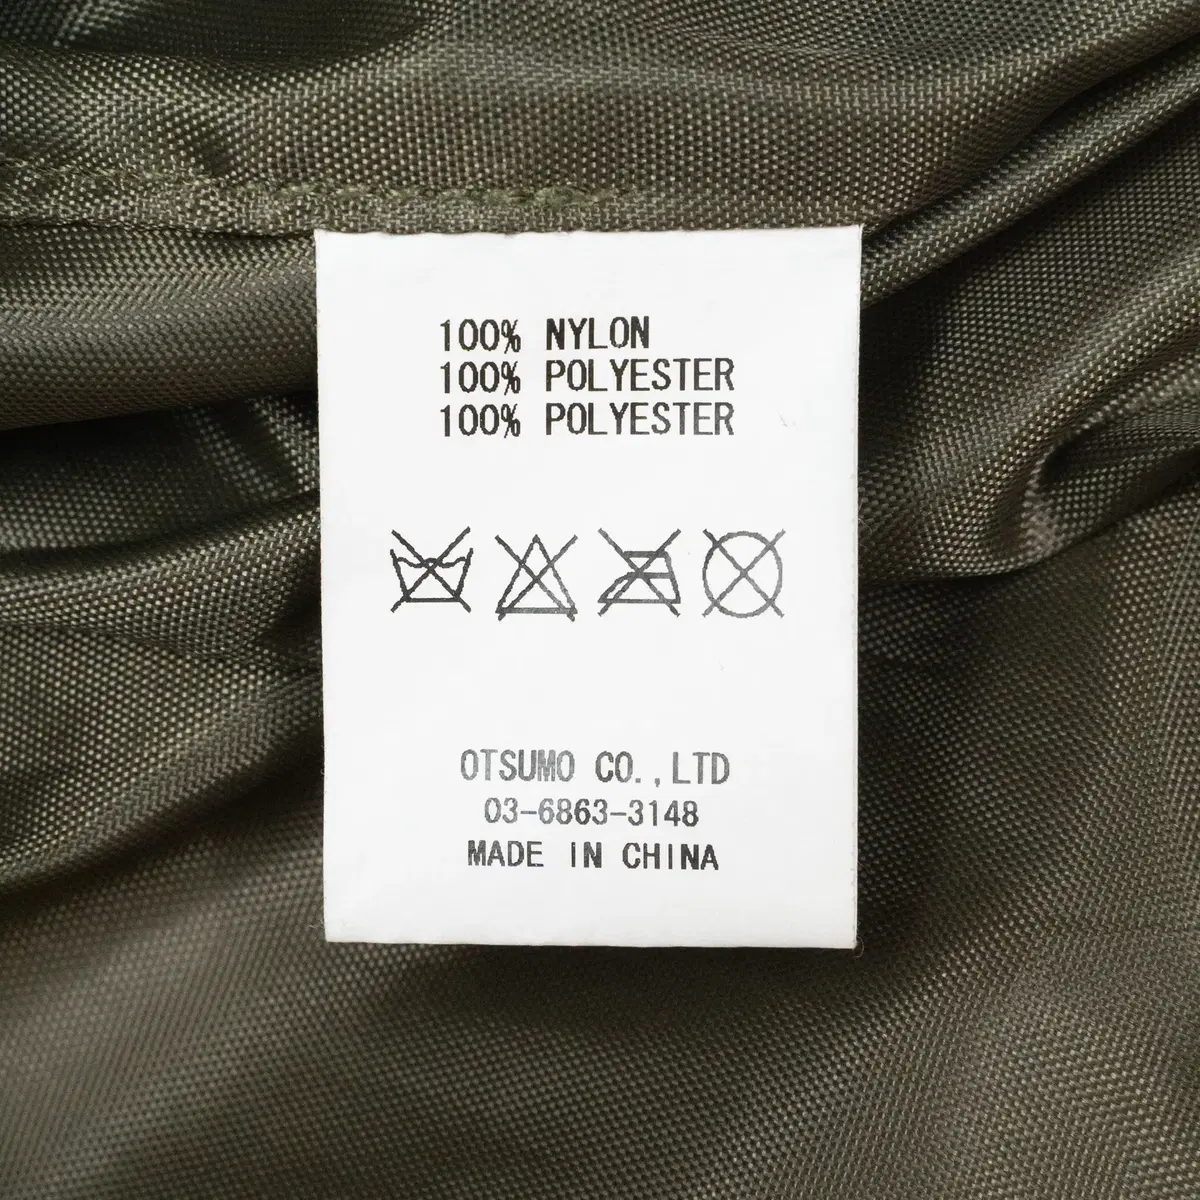 100% NYLON
100% POLYESTER
100% POLYESTER
OTSUMO CO.,LTD
03-6863-3148
MADE IN CHINA